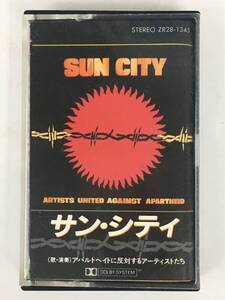 STEREO ZR28-1341
SUN CITY
ARTISTS UNITED AGAINST APARTHEID
サン・シティ
(歌・演奏)アパルトヘイトに反対するアーティストたち
DOLBY SYSTEM